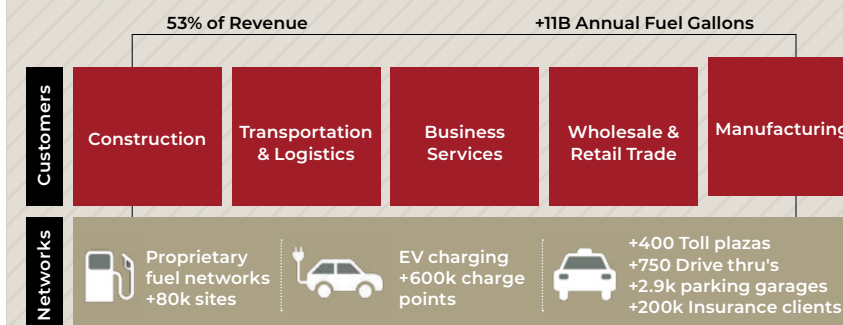 53% of Revenue
+11B Annual Fuel Gallons
Customers
Construction
Transportation
& Logistics
Business
Services
Wholesale &
Retail Trade
Manufacturing
Networks
Proprietary
fuel networks
+80k sites
EV charging
+600k charge
points
+400 Toll plazas
+750 Drive thru's
+2.9k parking garages
+200k Insurance clients